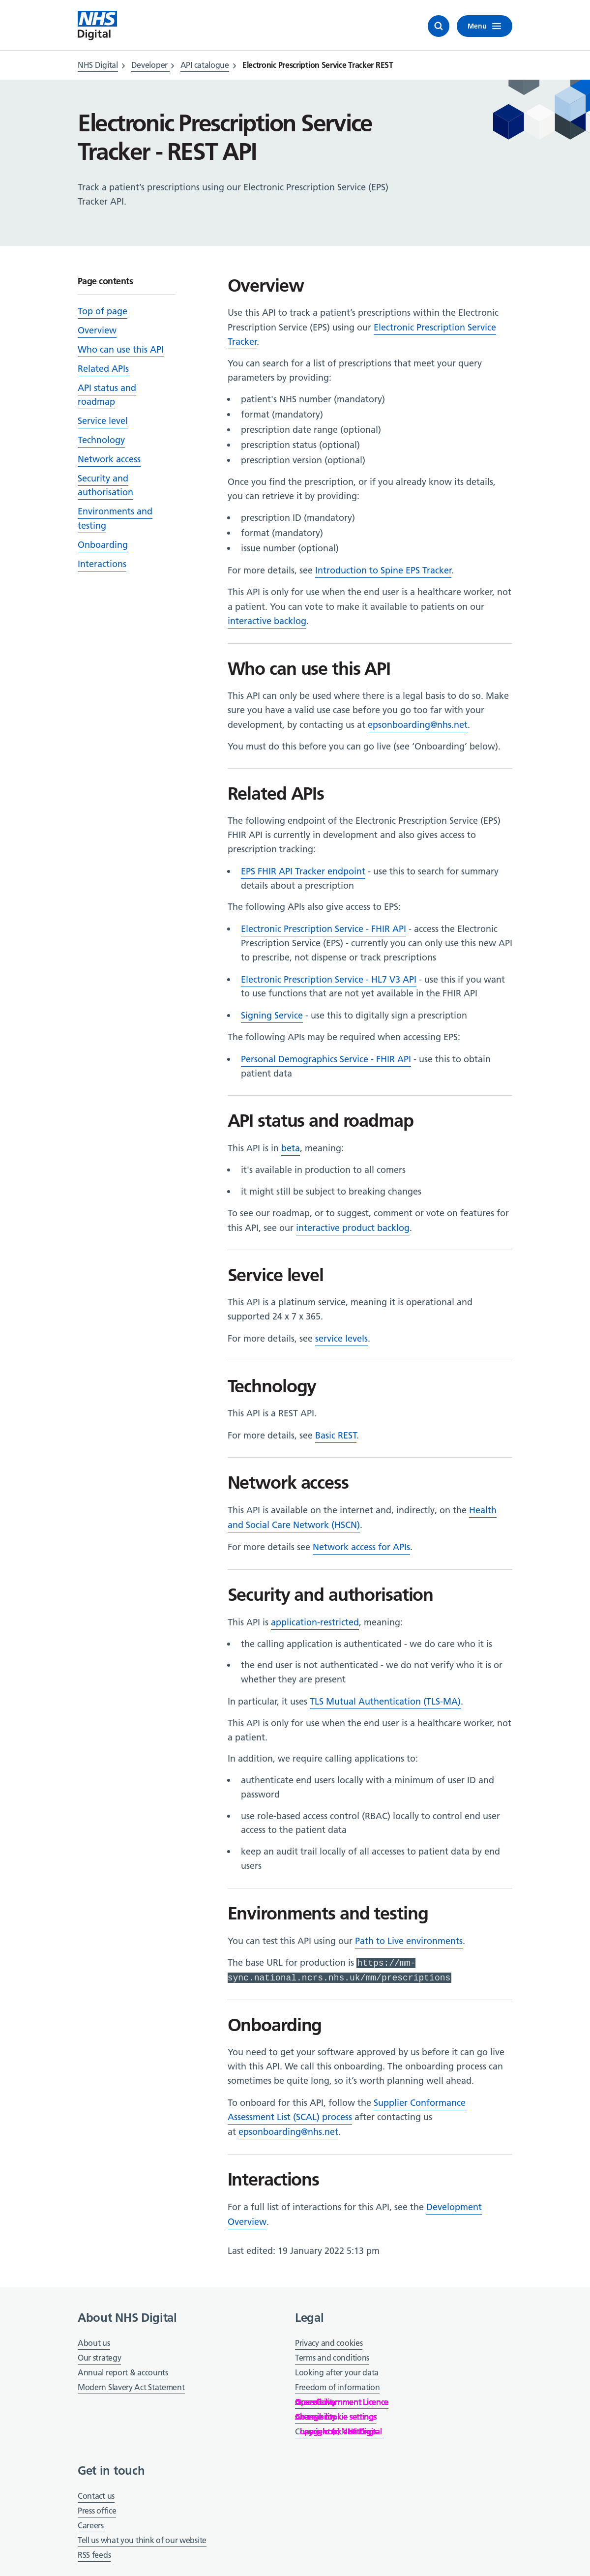 NHS
Digital
Menu
NHS Digital > Developer > API catalogue > Electronic Prescription Service Tracker REST
Electronic Prescription Service
Tracker - REST API
Track a patient's prescriptions using our Electronic Prescription Service (EPS)
Tracker API.
Page contents
Top of page
Overview
Who can use this API
Related APIs
API status and
roadmap
Service level
Technology
Network access
Security and
authorisation
Environments and
testing
Onboarding
Interactions
Overview
Use this API to track a patient's prescriptions within the Electronic
Prescription Service (EPS) using our Electronic Prescription Service
Tracker.
You can search for a list of prescriptions that meet your query
parameters by providing:
• patient's NHS number (mandatory)
• format (mandatory)
• prescription date range (optional)
• prescription status (optional)
• prescription version (optional)
Once you find the prescription, or if you already know its details,
you can retrieve it by providing:
• prescription ID (mandatory)
• format (mandatory)
• issue number (optional)
For more details, see Introduction to Spine EPS Tracker.
This API is only for use when the end user is a healthcare worker, not
a patient. You can vote to make it available to patients on our
interactive backlog.
Who can use this API
This API can only be used where there is a legal basis to do so. Make
sure you have a valid use case before you go too far with your
development, by contacting us at epsonboarding@nhs.net.
You must do this before you can go live (see 'Onboarding' below).
Related APIs
The following endpoint of the Electronic Prescription Service (EPS)
FHIR API is currently in development and also gives access to
prescription tracking:
• EPS FHIR API Tracker endpoint - use this to search for summary
details about a prescription
The following APIs also give access to EPS:
• Electronic Prescription Service - FHIR API - access the Electronic
Prescription Service (EPS) - currently you can only use this new API
to prescribe, not dispense or track prescriptions
• Electronic Prescription Service - HL7 V3 API - use this if you want
to use functions that are not yet available in the FHIR API
• Signing Service - use this to digitally sign a prescription
The following APIs may be required when accessing EPS:
• Personal Demographics Service - FHIR API - use this to obtain
patient data
API status and roadmap
This API is in beta, meaning:
• it's available in production to all comers
• it might still be subject to breaking changes
To see our roadmap, or to suggest, comment or vote on features for
this API, see our interactive product backlog.
Service level
This API is a platinum service, meaning it is operational and
supported 24 x 7 x 365.
For more details, see service levels.
Technology
This API is a REST API.
For more details, see Basic REST.
Network access
This API is available on the internet and, indirectly, on the Health
and Social Care Network (HSCN).
For more details see Network access for APIs.
Security and authorisation
This API is application-restricted, meaning:
• the calling application is authenticated - we do care who it is
• the end user is not authenticated - we do not verify who it is or
whether they are present
In particular, it uses TLS Mutual Authentication (TLS-MA).
This API is only for use when the end user is a healthcare worker, not
a patient.
In addition, we require calling applications to:
• authenticate end users locally with a minimum of user ID and
password
• use role-based access control (RBAC) locally to control end user
access to the patient data
• keep an audit trail locally of all accesses to patient data by end
users
Environments and testing
You can test this API using our Path to Live environments.
The base URL for production is https://mm-
sync.national.ncrs.nhs.uk/mm/prescriptions
Onboarding
You need to get your software approved by us before it can go live
with this API. We call this onboarding. The onboarding process can
sometimes be quite long, so it's worth planning well ahead.
To onboard for this API, follow the Supplier Conformance
Assessment List (SCAL) process after contacting us
at epsonboarding@nhs.net.
Interactions
For a full list of interactions for this API, see the Development
Overview.
Last edited: 19 January 2022 5:13 pm
About NHS Digital
About us
Our strategy
Annual report & accounts
Modern Slavery Act Statement
Legal
Privacy and cookies
Terms and conditions
Looking after your data
Freedom of information
Get in touch
Contact us
Press office
Careers
Tell us what you think of our website
RSS feeds